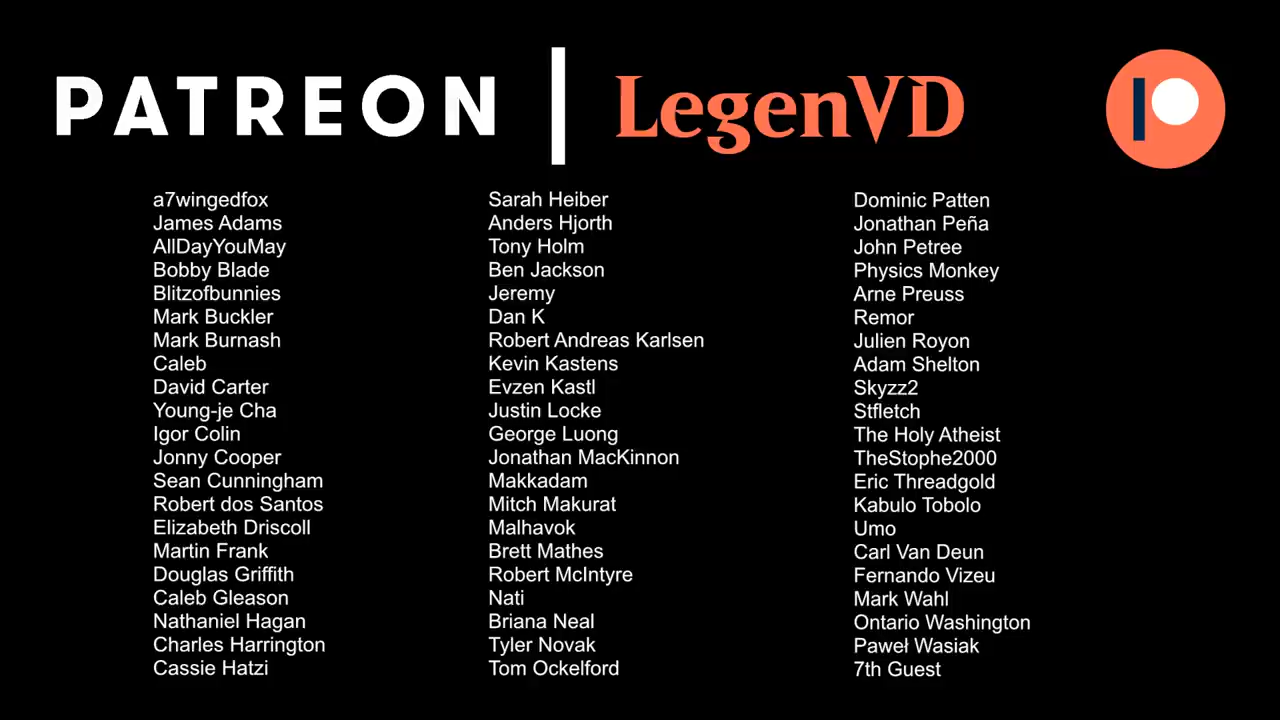 PATREON | LegenVD
a7wingedfox
James Adams
AllDayYouMay
Bobby Blade
Blitzofbunnies
Mark Buckler
Mark Burnash
Caleb
David Carter
Young-je Cha
Igor Colin
Jonny Cooper
Sean Cunningham
Robert dos Santos
Elizabeth Driscoll
Martin Frank
Douglas Griffith
Caleb Gleason
Nathaniel Hagan
Charles Harrington
Cassie Hatzi
Sarah Heiber
Anders Hjorth
Tony Holm
Ben Jackson
Jeremy
Dan K
Robert Andreas Karlsen
Kevin Kastens
Evzen Kastl
Justin Locke
George Luong
Jonathan MacKinnon
Makkadam
Mitch Makurat
Malhavok
Brett Mathes
Robert McIntyre
Nati
Briana Neal
Tyler Novak
Tom Ockelford
Dominic Patten
Jonathan Peña
John Petree
Physics Monkey
Arne Preuss
Remor
Julien Royon
Adam Shelton
Skyzz2
Stfletch
The Holy Atheist
TheStophe2000
Eric Threadgold
Kabulo Tobolo
Umo
Carl Van Deun
Fernando Vizeu
Mark Wahl
Ontario Washington
Paweł Wasiak
7th Guest